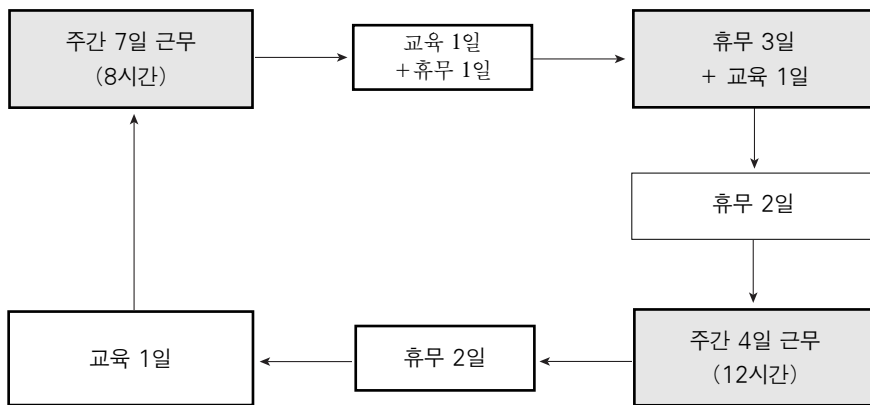 주간 7일 근무
(8시간)
교육 1일
+휴무 1일
휴무 3일
+ 교육 1일
휴무 2일
주간 4일 근무
(12시간)
휴무 2일
교육 1일